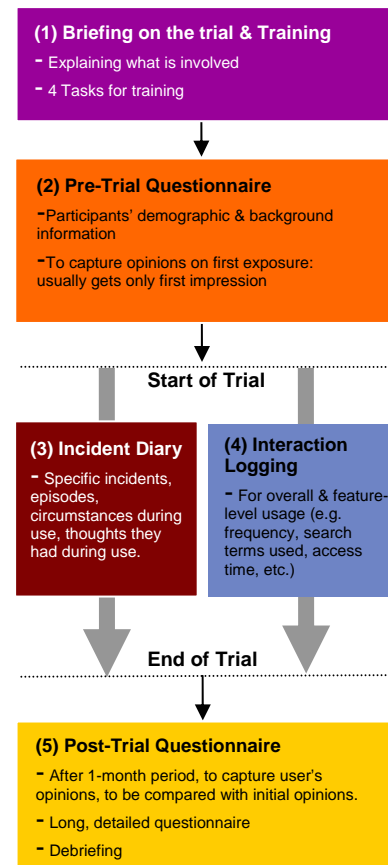 (1) Briefing on the trial & Training
- Explaining what is involved
- 4 Tasks for training
(2) Pre-Trial Questionnaire
-Participants' demographic & background
information
-To capture opinions on first exposure:
usually gets only first impression
Start of Trial
(3) Incident Diary
- Specific incidents,
episodes,
circumstances during
use, thoughts they
had during use.
(4) Interaction
Logging
- For overall & feature-
level usage (e.g.
frequency, search
terms used, access
time, etc.)
End of Trial
(5) Post-Trial Questionnaire
- After 1-month period, to capture user's
opinions, to be compared with initial opinions.
- Long, detailed questionnaire
- Debriefing